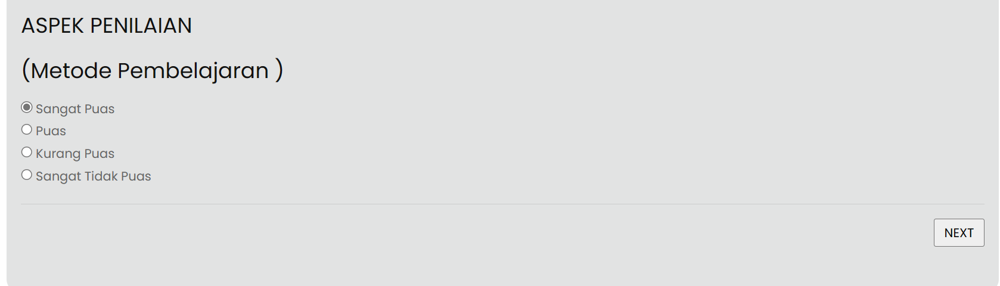 ASPEK PENILAIAN
(Metode Pembelajaran )
Sangat Puas
Puas
Kurang Puas
Sangat Tidak Puas
NEXT